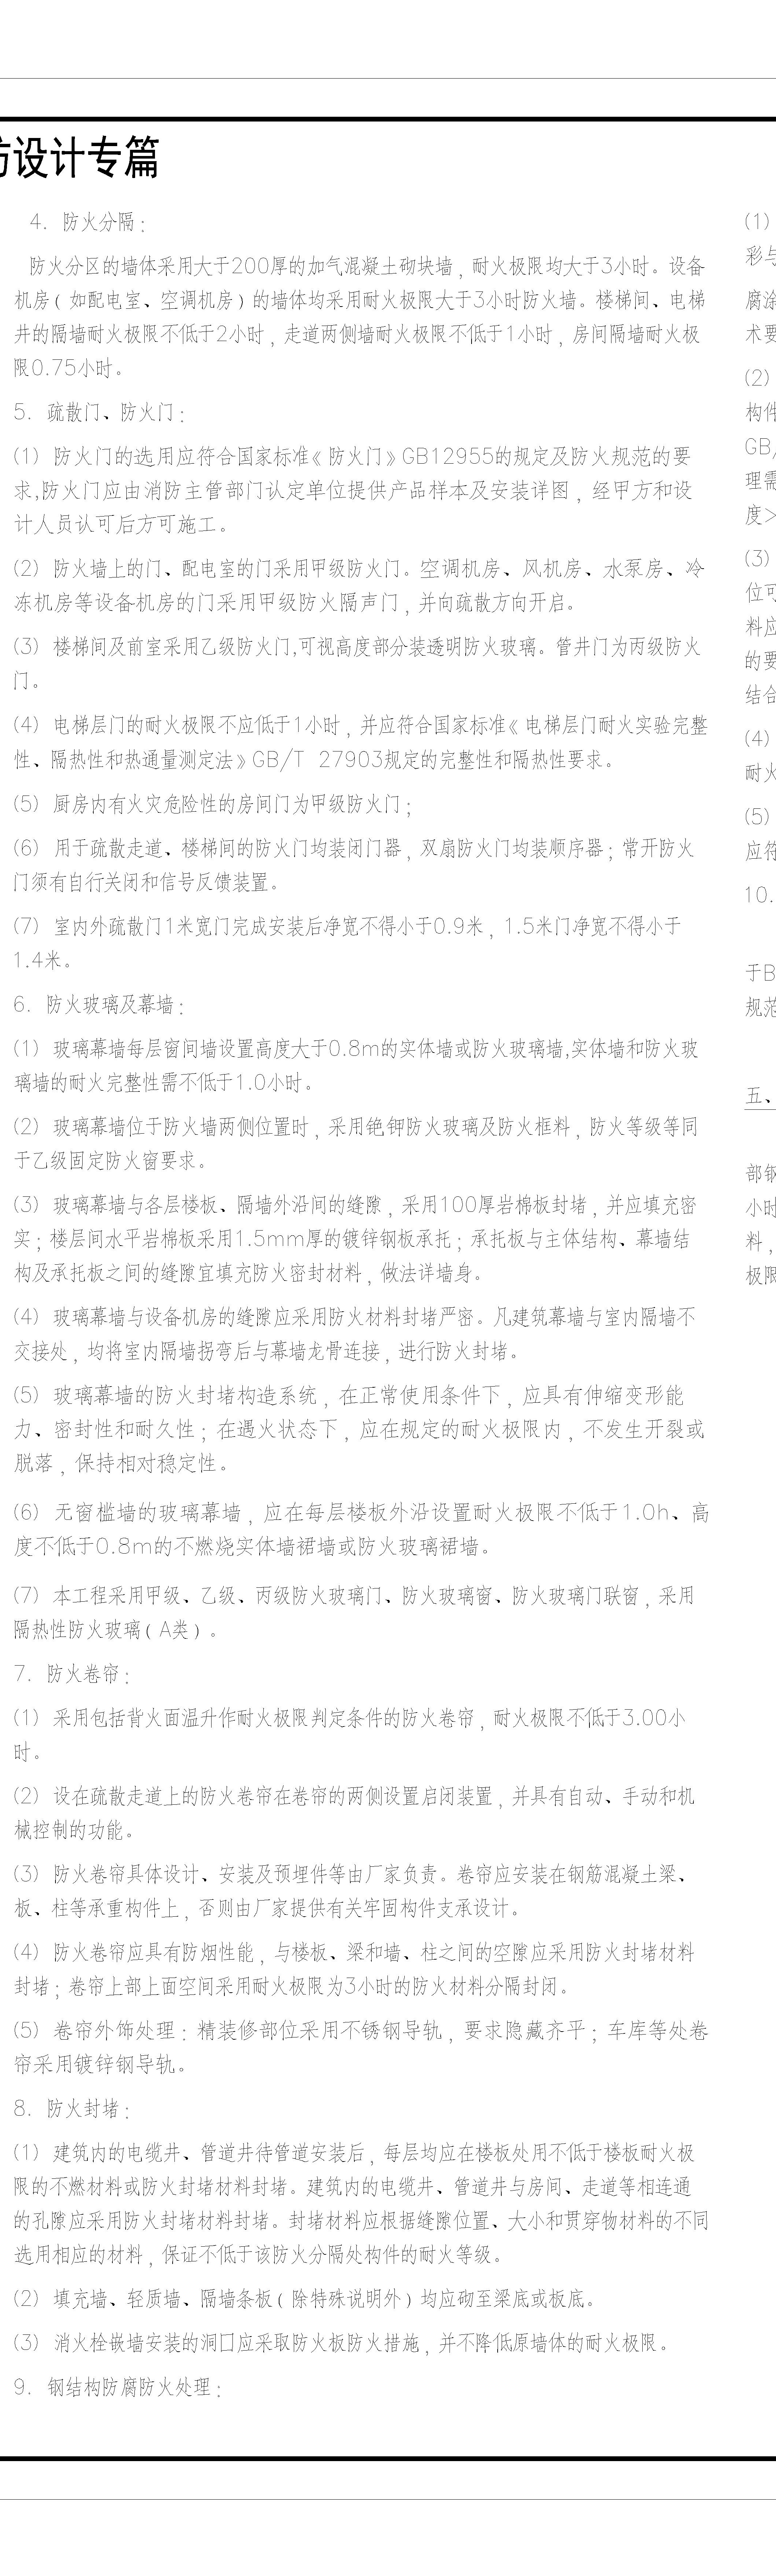 防设计专篇
4. 防火分隔：
防火分区的墙体采用大于200厚的加气混凝土砌块墙，耐火极限均大于3小时。设备
机房（如配电室、空调机房）的墙体均采用耐火极限大于3小时防火墙。楼梯间、电梯
井的隔墙耐火极限不低于2小时，走道两侧墙耐火极限不低于1小时，房间隔墙耐火极
限0.75小时。
5. 疏散门、防火门：
(1) 防火门的选用应符合国家标准《防火门》GB12955的规定及防火规范的要
求,防火门应由消防主管部门认定单位提供产品样本及安装详图，经甲方和设
计人员认可后方可施工。
(2) 防火墙上的门、配电室的门采用甲级防火门。空调机房、风机房、水泵房、冷
冻机房等设备机房的门采用甲级防火隔声门，并向疏散方向开启。
(3) 楼梯间及前室采用乙级防火门,可视高度部分装透明防火玻璃。管井门为丙级防火
门。
(4) 电梯层门的耐火极限不应低于1小时，并应符合国家标准《电梯层门耐火实验完整
性、隔热性和热通量测定法》GB/T 27903规定的完整性和隔热性要求。
(5) 厨房内有火灾危险性的房间门为甲级防火门；
(6) 用于疏散走道、楼梯间的防火门均装闭门器，双扇防火门均装顺序器；常开防火
门须有自行关闭和信号反馈装置。
(7) 室内外疏散门1米宽门完成安装后净宽不得小于0.9米，1.5米门净宽不得小于
1.4米。
6. 防火玻璃及幕墙：
(1) 玻璃幕墙每层窗间墙设置高度大于0.8m的实体墙或防火玻璃墙,实体墙和防火玻
璃墙的耐火完整性需不低于1.0小时。
(2) 玻璃幕墙位于防火墙两侧位置时，采用铯钾防火玻璃及防火框料，防火等级等同
于乙级固定防火窗要求。
(3) 玻璃幕墙与各层楼板、隔墙外沿间的缝隙，采用100厚岩棉板封堵，并应填充密
实；楼层间水平岩棉板采用1.5mm厚的镀锌钢板承托；承托板与主体结构、幕墙结
构及承托板之间的缝隙宜填充防火密封材料，做法详墙身。
(4) 玻璃幕墙与设备机房的缝隙应采用防火材料封堵严密。凡建筑幕墙与室内隔墙不
交接处，均将室内隔墙拐弯后与幕墙龙骨连接，进行防火封堵。
(5) 玻璃幕墙的防火封堵构造系统，在正常使用条件下，应具有伸缩变形能
力、密封性和耐久性；在遇火状态下，应在规定的耐火极限内，不发生开裂或
脱落，保持相对稳定性。
(6) 无窗槛墙的玻璃幕墙，应在每层楼板外沿设置耐火极限不低于1.0h、高
度不低于0.8m的不燃烧实体墙裙墙或防火玻璃裙墙。
(7) 本工程采用甲级、乙级、丙级防火玻璃门、防火玻璃窗、防火玻璃门联窗，采用
隔热性防火玻璃（A类）。
7. 防火卷帘：
(1) 采用包括背火面温升作耐火极限判定条件的防火卷帘，耐火极限不低于3.00小
时。
(2) 设在疏散走道上的防火卷帘在卷帘的两侧设置启闭装置，并具有自动、手动和机
械控制的功能。
(3) 防火卷帘具体设计、安装及预埋件等由厂家负责。卷帘应安装在钢筋混凝土梁、
板、柱等承重构件上，否则由厂家提供有关牢固构件支承设计。
(4) 防火卷帘应具有防烟性能，与楼板、梁和墙、柱之间的空隙应采用防火封堵材料
封堵；卷帘上部上面空间采用耐火极限为3小时的防火材料分隔封闭。
(5) 卷帘外饰处理：精装修部位采用不锈钢导轨，要求隐藏齐平；车库等处卷
帘采用镀锌钢导轨。
8. 防火封堵：
(1) 建筑内的电缆井、管道井待管道安装后，每层均应在楼板处用不低于楼板耐火极
限的不燃材料或防火封堵材料封堵。建筑内的电缆井、管道井与房间、走道等相连通
的孔隙应采用防火封堵材料封堵。封堵材料应根据缝隙位置、大小和贯穿物材料的不同
选用相应的材料，保证不低于该防火分隔处构件的耐火等级。
(2) 填充墙、轻质墙、隔墙条板（除特殊说明外）均应砌至梁底或板底。
(3) 消火栓嵌墙安装的洞口应采取防火板防火措施，并不降低原墙体的耐火极限。
9. 钢结构防腐防火处理：
(1)
彩与
腐涂
术要
(2)
构件
GB/
理需
度>
(3)
位可
料应
的要
结合
(4)
耐火
(5)
应符
10.
于B
规范
五、
部钢
小时
料，
极限